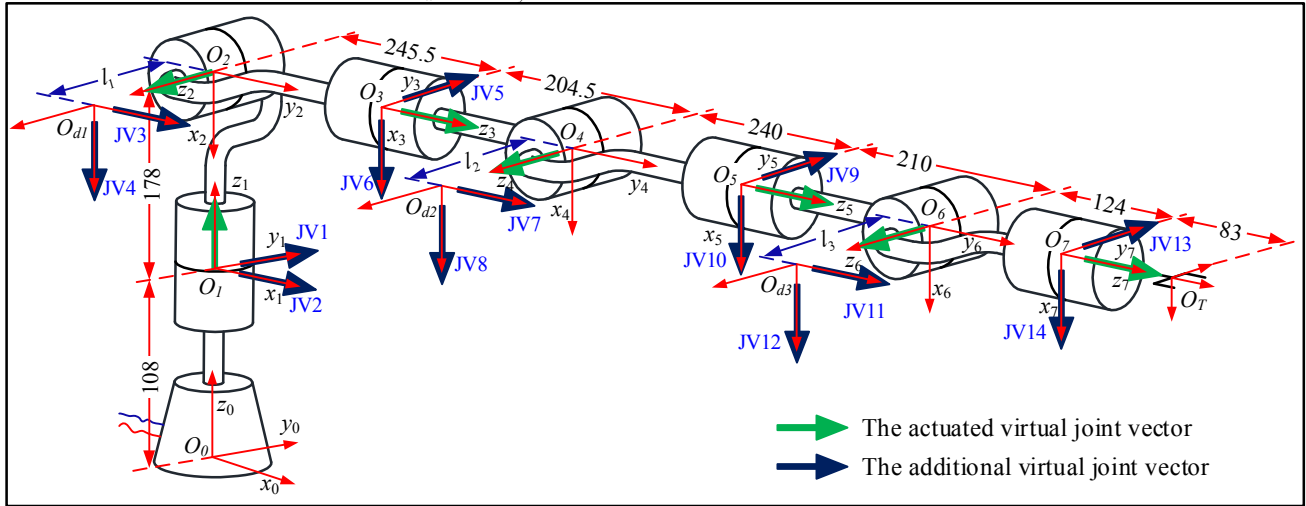 O2
245.5
l1
z2
y2
x2
Od1
JV3
JV4
178
z1
y1
JV1
O1
x1
JV2
108
z0
O0
y0
x0
y3
JV5
O3
x3
z3
JV6
204.5
O4
l2
z4
y4
x4
Od2
JV7
JV8
240
y5
JV9
O5
x5
z5
JV10
210
O6
l3
z6
y6
x6
Od3
JV11
JV12
124
O7
y7
JV13
x7
z7
JV14
83
OT
The actuated virtual joint vector
The additional virtual joint vector